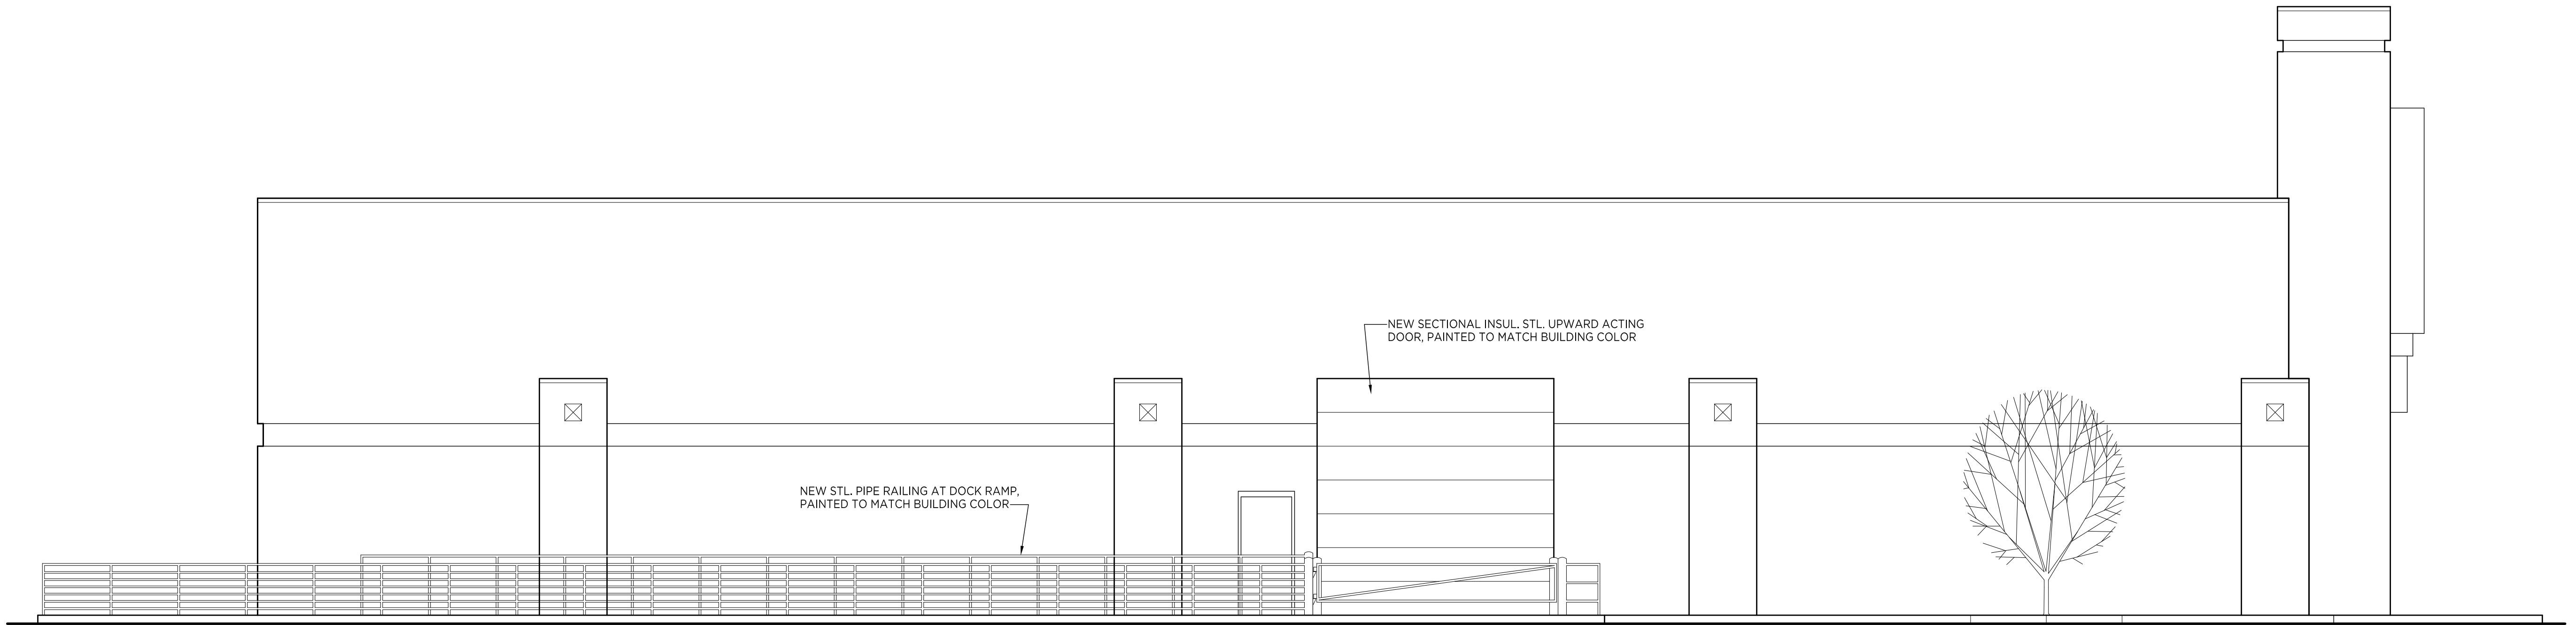 NEW SECTIONAL INSUL. STL. UPWARD ACTING
DOOR, PAINTED TO MATCH BUILDING COLOR
NEW STL. PIPE RAILING AT DOCK RAMP,
PAINTED TO MATCH BUILDING COLOR